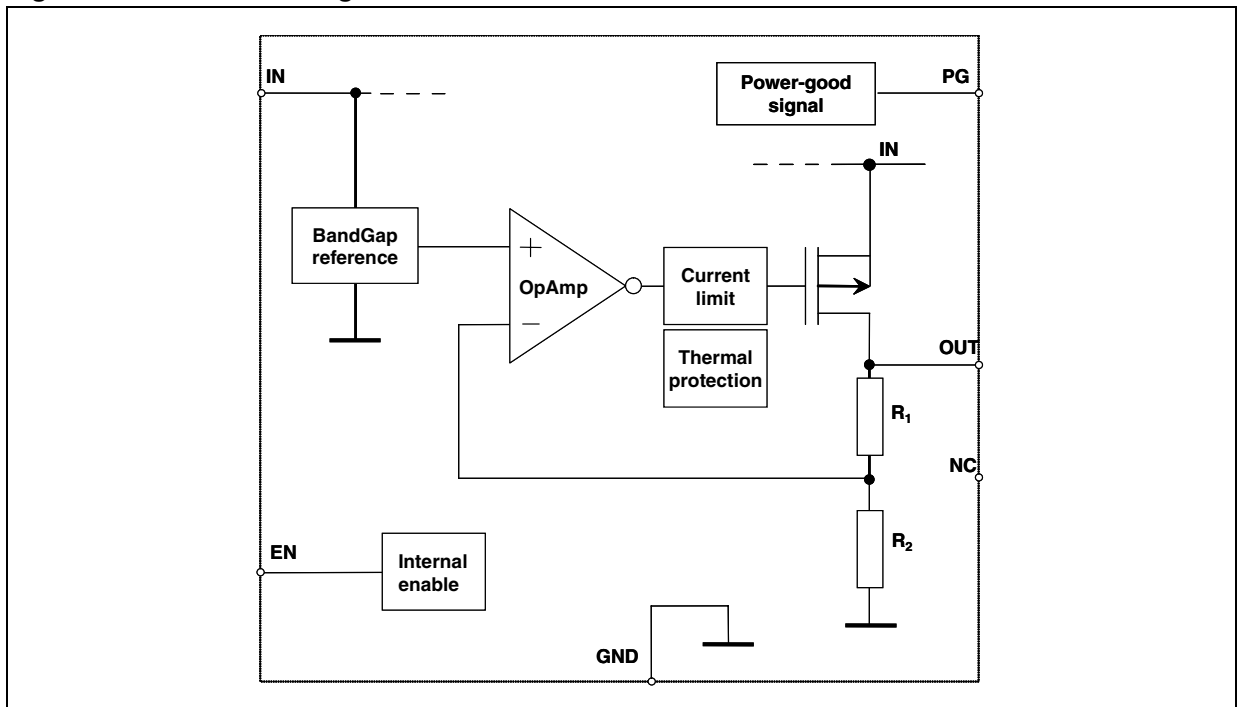 IN
PG
Power-good
signal
IN
BandGap
reference
+
OpAmp
−
Current
limit
Thermal
protection
OUT
R₁
NC
R₂
EN
Internal
enable
GND